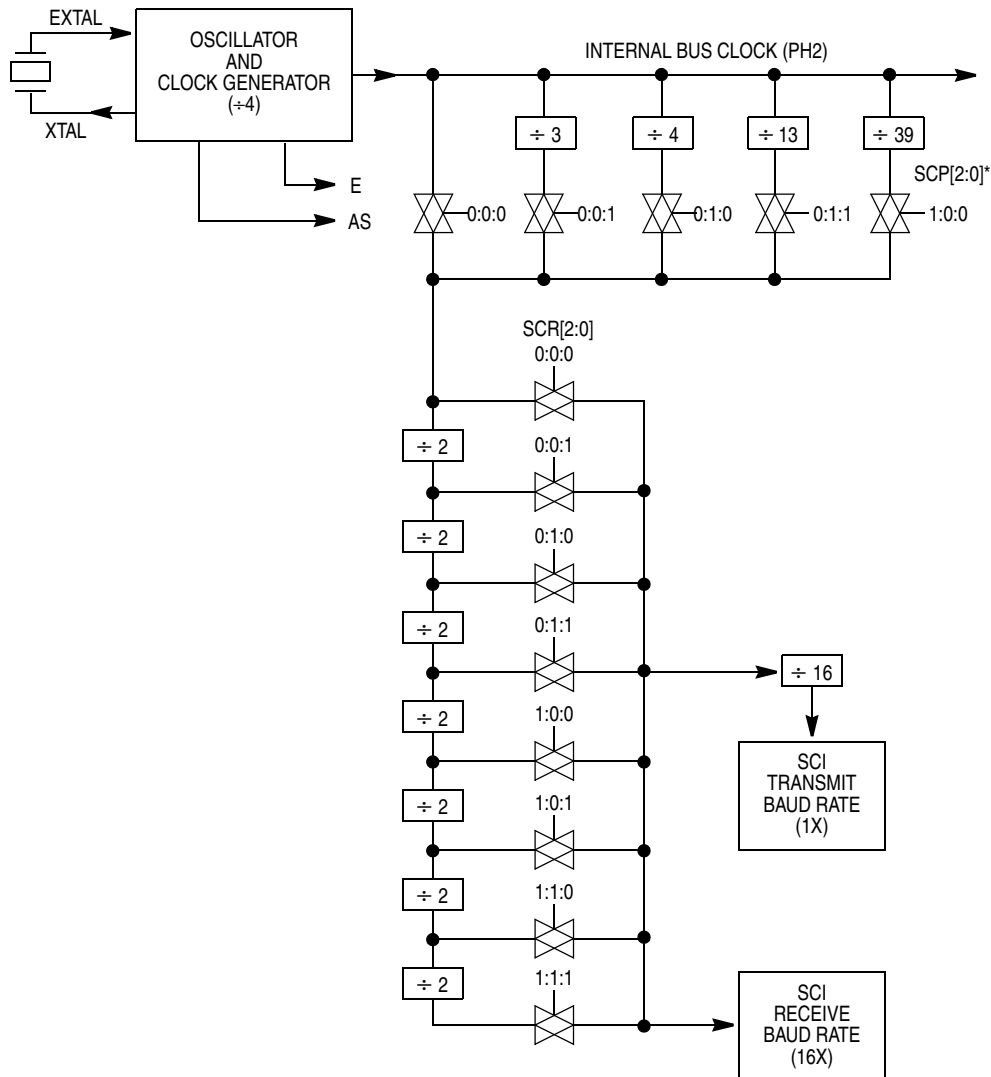 EXTAL
OSCILLATOR
AND
CLOCK GENERATOR
(÷4)
XTAL
INTERNAL BUS CLOCK (PH2)
÷ 3
÷ 4
÷ 13
÷ 39
SCP[2:0]*
E
AS
0:0:0
0:0:1
0:1:0
0:1:1
1:0:0
SCR[2:0]
0:0:0
÷ 2
0:0:1
÷ 2
0:1:0
÷ 2
0:1:1
÷ 16
÷ 2
1:0:0
SCI
TRANSMIT
BAUD RATE
(1X)
÷ 2
1:0:1
÷ 2
1:1:0
÷ 2
1:1:1
SCI
RECEIVE
BAUD RATE
(16X)